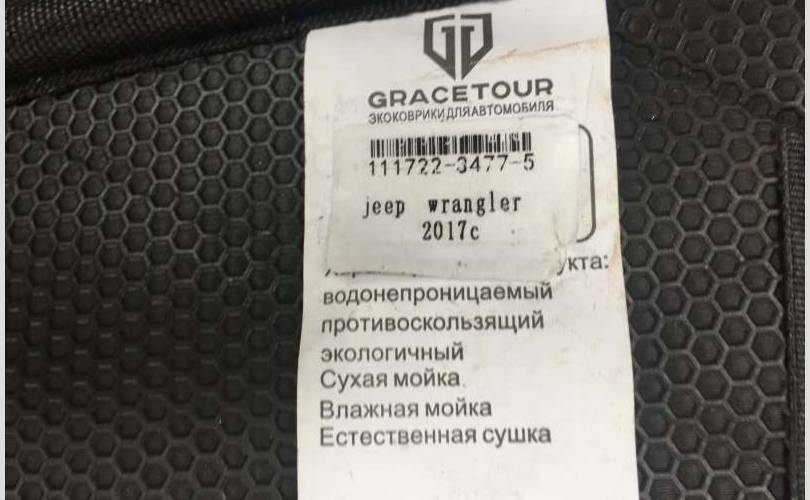 GRACETOUR
ЭКОКОВРИКИ ДЛЯ АВТОМОБИЛЯ
111722-3477-5
jeep wrangler
2017c
водонепроницаемый
противоскользящий
экологичный
Сухая мойка
Влажная мойка
Естественная сушка